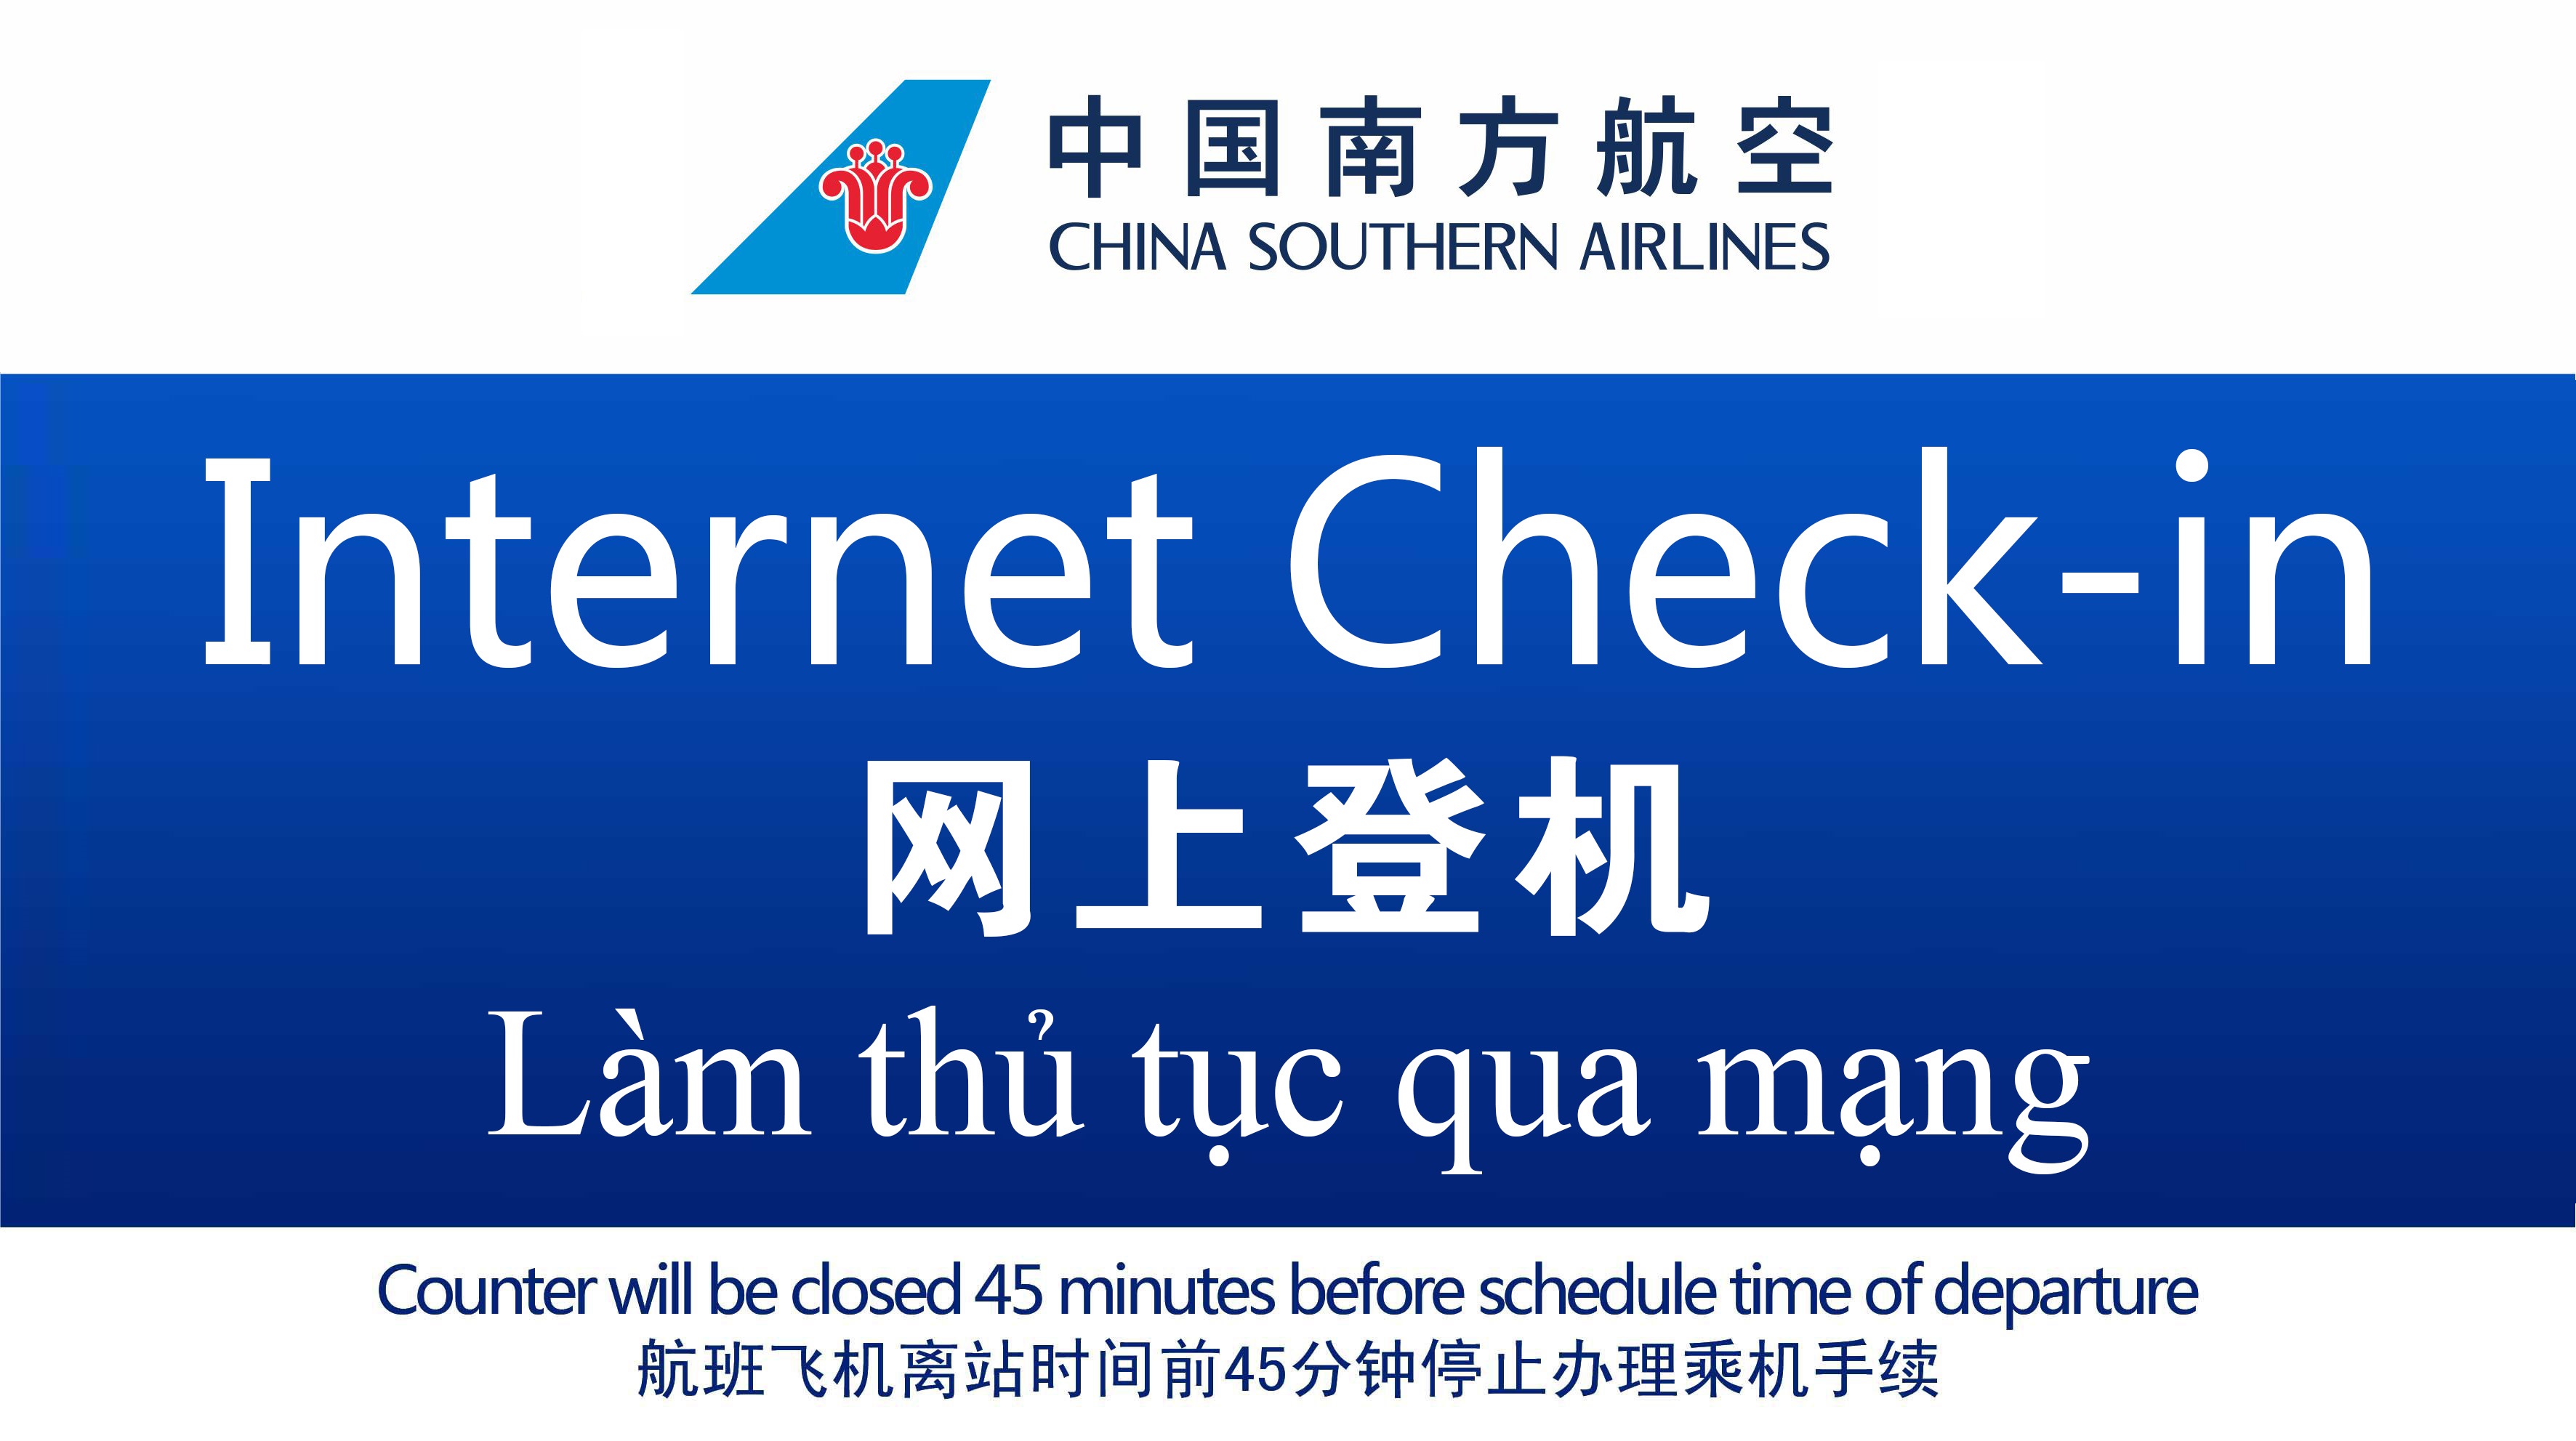 中国南方航空
CHINA SOUTHERN AIRLINES
Internet Check-in
网上登机
Làm thủ tục qua mạng
Counter will be closed 45 minutes before schedule time of departure
航班飞机离站时间前45分钟停止办理乘机手续